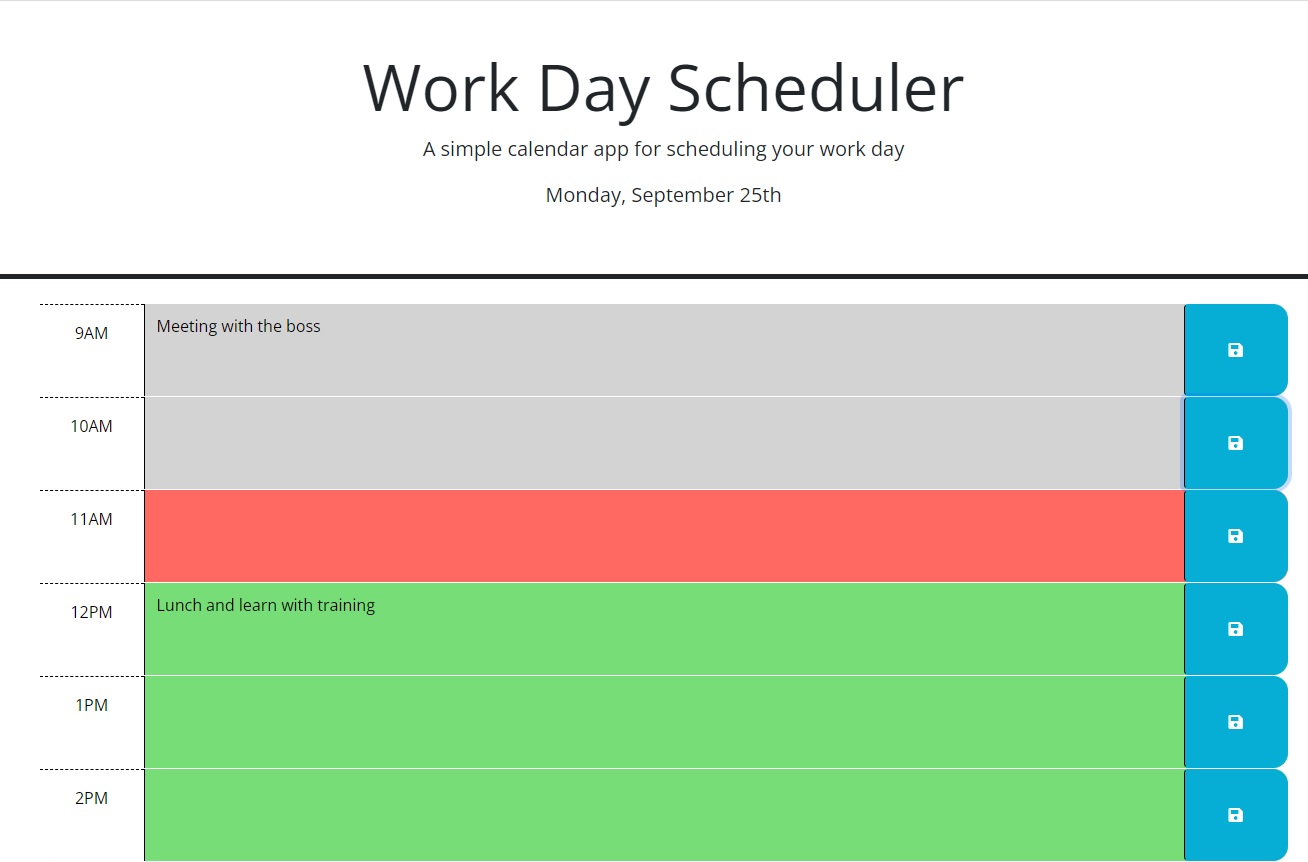 Work Day Scheduler
A simple calendar app for scheduling your work day
Monday, September 25th
9AM
Meeting with the boss
10AM
11AM
12PM
Lunch and learn with training
1PM
2PM